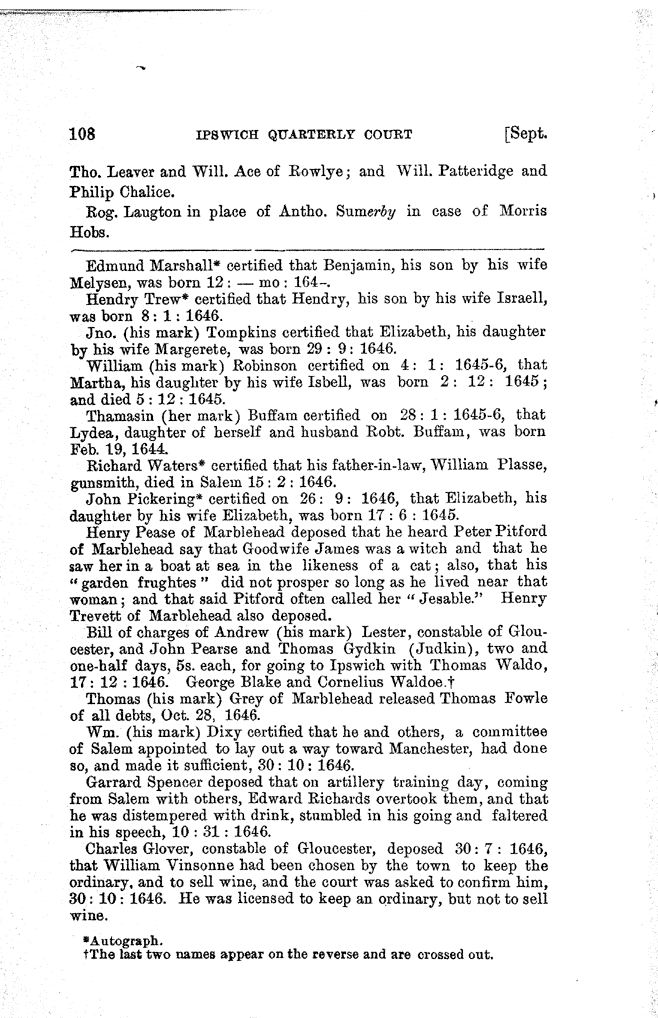 108 IPSWICH QUARTERLY COURT [Sept.
Tho. Leaver and Will. Ace of Rowlye; and Will. Patteridge and
Philip Chalice.
Rog. Laugton in place of Antho. Sumerby in case of Morris
Hobs.
Edmund Marshall* certified that Benjamin, his son by his wife
Melysen, was born 12 : — mo : 164–.
Hendry Trew* certified that Hendry, his son by his wife Israell,
was born 8 : 1 : 1646.
Jno. (his mark) Tompkins certified that Elizabeth, his daughter
by his wife Margerete, was born 29 : 9 : 1646.
William (his mark) Robinson certified on 4 : 1 : 1645-6, that
Martha, his daughter by his wife Isbell, was born 2 : 12 : 1645 ;
and died 5 : 12 : 1645.
Thamasin (her mark) Buffam certified on 28 : 1 : 1645-6, that
Lydea, daughter of herself and husband Robt. Buffam, was born
Feb. 19, 1644.
Richard Waters* certified that his father-in-law, William Plasse,
gunsmith, died in Salem 15 : 2 : 1646.
John Pickering* certified on 26 : 9 : 1646, that Elizabeth, his
daughter by his wife Elizabeth, was born 17 : 6 : 1645.
Henry Pease of Marblehead deposed that he heard Peter Pitford
of Marblehead say that Goodwife James was a witch and that he
saw her in a boat at sea in the likeness of a cat ; also, that his
" garden frughtes " did not prosper so long as he lived near that
woman ; and that said Pitford often called her " Jesable." Henry
Trevett of Marblehead also deposed.
Bill of charges of Andrew (his mark) Lester, constable of Glou-
cester, and John Pearse and Thomas Gydkin (Judkin), two and
one-half days, 5s. each, for going to Ipswich with Thomas Waldo,
17 : 12 : 1646. George Blake and Cornelius Waldoe.†
Thomas (his mark) Grey of Marblehead released Thomas Fowle
of all debts, Oct. 28, 1646.
Wm. (his mark) Dixy certified that he and others, a committee
of Salem appointed to lay out a way toward Manchester, had done
so, and made it sufficient, 30 : 10 : 1646.
Garrard Spencer deposed that on artillery training day, coming
from Salem with others, Edward Richards overtook them, and that
he was distempered with drink, stumbled in his going and faltered
in his speech, 10 : 31 : 1646.
Charles Glover, constable of Gloucester, deposed 30 : 7 : 1646,
that William Vinsonne had been chosen by the town to keep the
ordinary, and to sell wine, and the court was asked to confirm him,
30 : 10 : 1646. He was licensed to keep an ordinary, but not to sell
wine.
*Autograph.
†The last two names appear on the reverse and are crossed out.